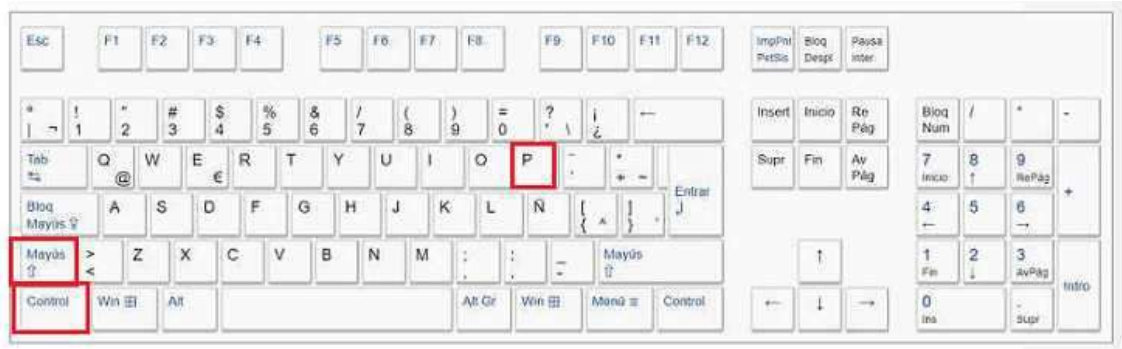 Esc F1 F2 F3 F4 F5 F6 F7 F8 F9 F10 F11 F12 ImpPnt Bloq Pausa
PetSis Despl Inter
° ! " # $ % & / ( ) = ? ¡ ← Insert Inicio Re Bloq / * -
| ¬ 1 2 3 4 5 6 7 8 9 0 ' \ ¿ Pág Num
Tab Q W E R T Y U I O P ¨ * Supr Fin Av 7 8 9 +
↹ @ € ´ + ~ Pág Inicio ↑ RePág
Bloq A S D F G H J K L Ñ [ ] Entrar 4 5 6
Mayús ⇧ { ^ } ← →
Mayús > Z X C V B N M ; : _ Mayús ↑ 1 2 3 Intro
⇧ < , . - ⇧ Fin ↓ AvPág
Control Win Alt Alt Gr Win Menú ≡ Control ← ↓ → 0 .
Ins Supr